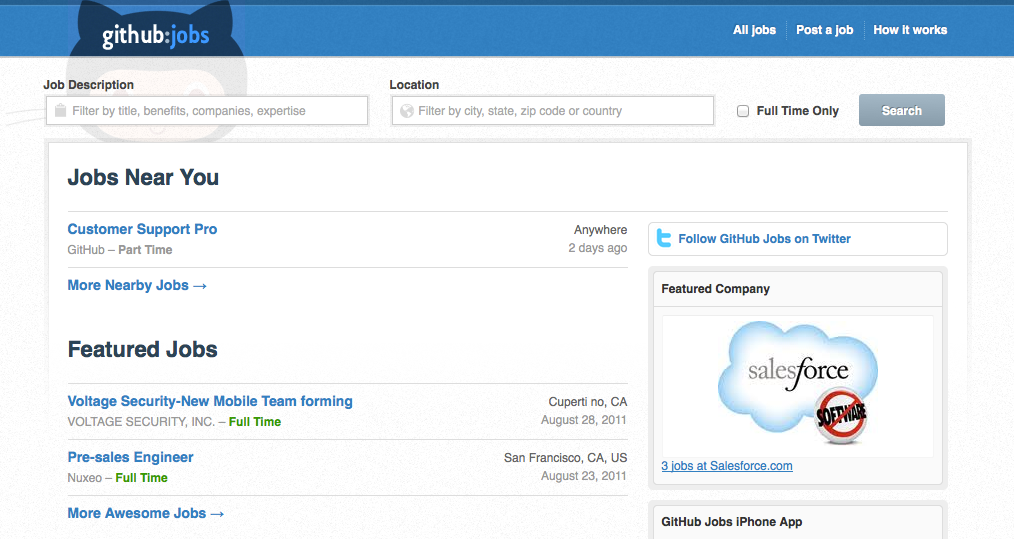 github:jobs
All jobs
Post a job
How it works
Job Description
Location
Filter by title, benefits, companies, expertise
Filter by city, state, zip code or country
Full Time Only
Search
Jobs Near You
Customer Support Pro
Anywhere
GitHub – Part Time
2 days ago
More Nearby Jobs →
Featured Jobs
Voltage Security-New Mobile Team forming
Cuperti no, CA
VOLTAGE SECURITY, INC. – Full Time
August 28, 2011
Pre-sales Engineer
San Francisco, CA, US
Nuxeo – Full Time
August 23, 2011
More Awesome Jobs →
Follow GitHub Jobs on Twitter
Featured Company
salesforce
SOFTWARE
3 jobs at Salesforce.com
GitHub Jobs iPhone App